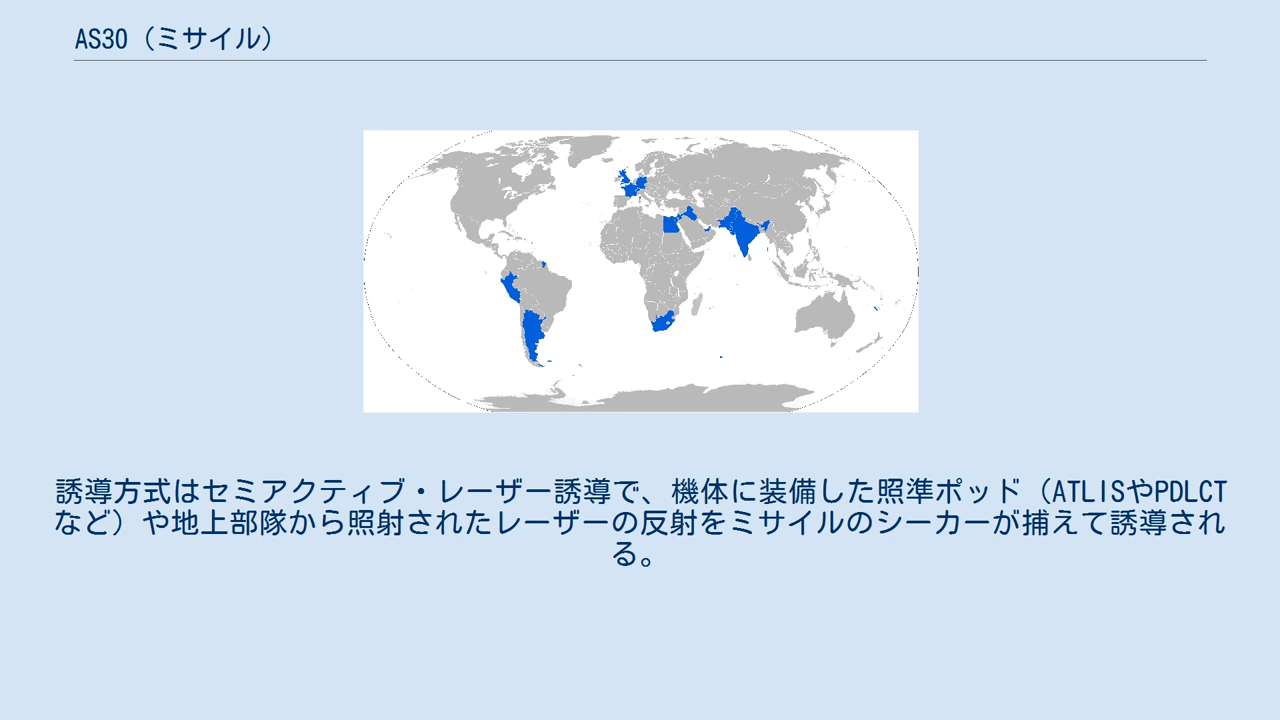 AS30（ミサイル）
誘導方式はセミアクティブ・レーザー誘導で、機体に装備した照準ポッド（ATLISやPDLCT
など）や地上部隊から照射されたレーザーの反射をミサイルのシーカーが捕えて誘導され
る。